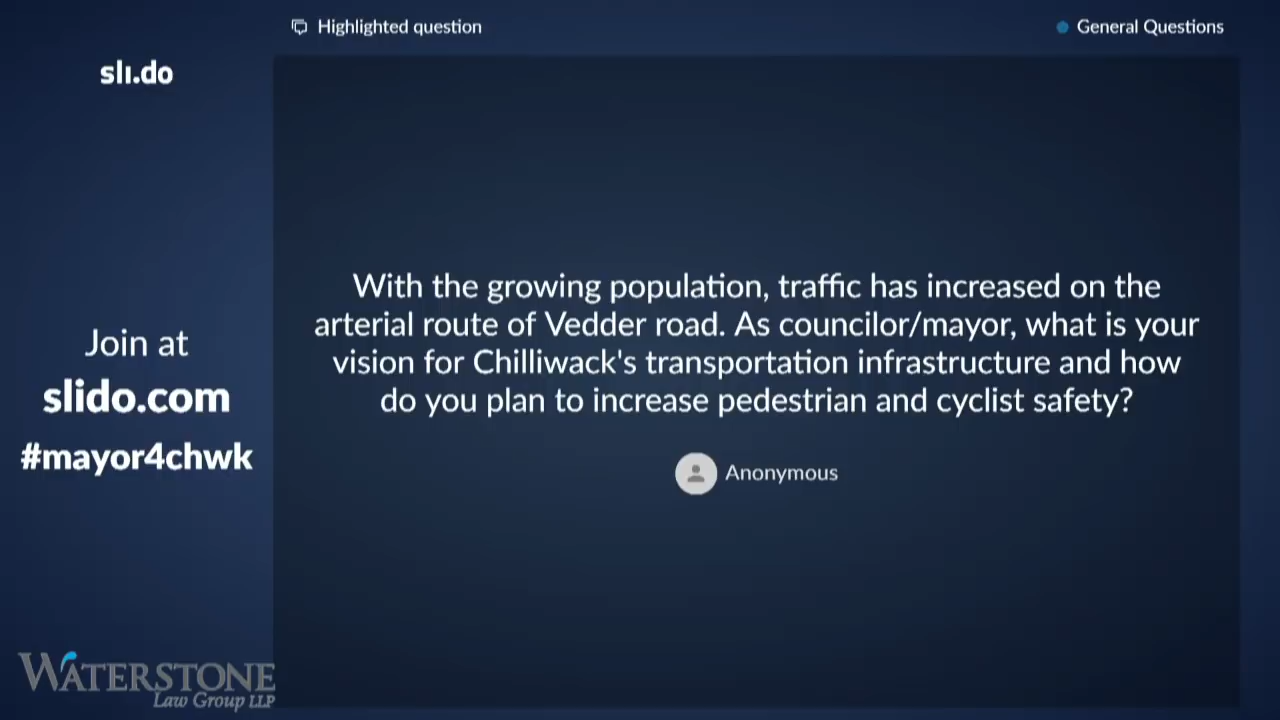 Highlighted question
General Questions
slı.do
With the growing population, traffic has increased on the
arterial route of Vedder road. As councilor/mayor, what is your
vision for Chilliwack's transportation infrastructure and how
do you plan to increase pedestrian and cyclist safety?
Anonymous
Join at
slido.com
#mayor4chwk
WATERSTONE
Law Group LLP